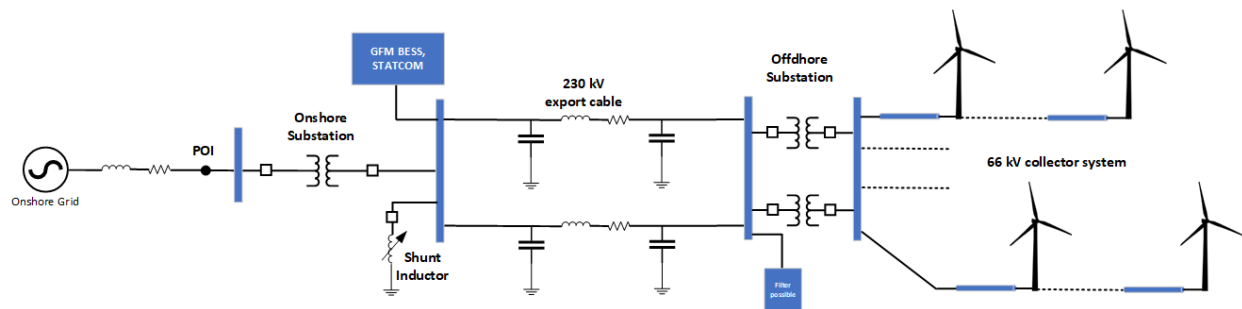 GFM BESS,
STATCOM
230 kV
export cable
Offdhore
Substation
Onshore
Substation
POI
66 kV collector system
Onshore Grid
Shunt
Inductor
Filter
possible